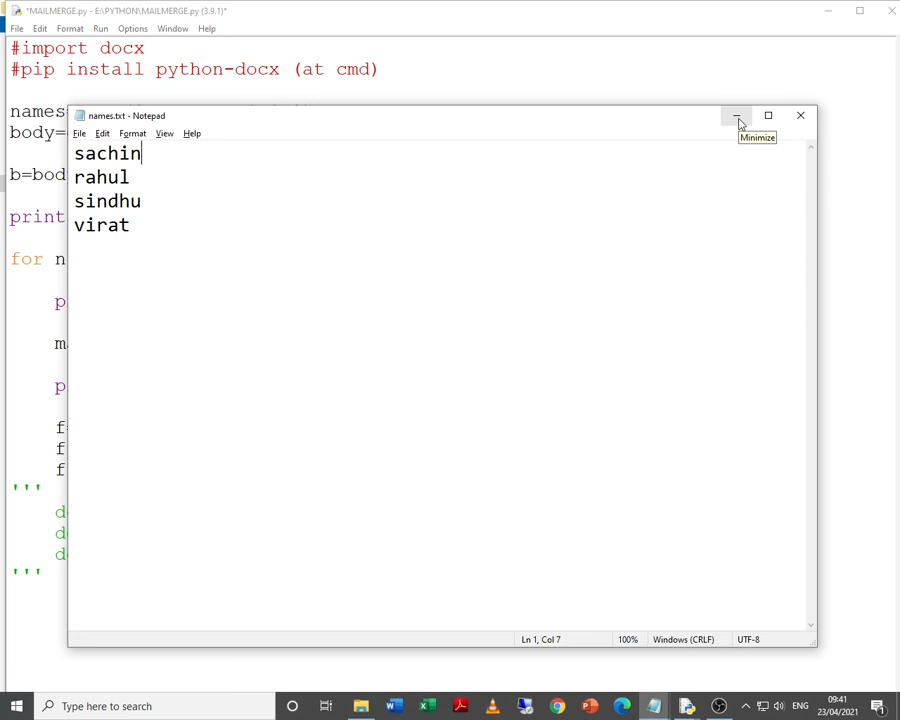 *MAILMERGE.py - E:\PYTHON\MAILMERGE.py (3.9.1)*
File Edit Format Run Options Window Help
#import docx
#pip install python-docx (at cmd)
names=
body=
b=bod
print
for n
p
ma
p
f=
f
f
'''
d
d
d
'''
names.txt - Notepad
File Edit Format View Help
Minimize
sachin
rahul
sindhu
virat
Ln 1, Col 7 100% Windows (CRLF) UTF-8
Type here to search
ENG
09:41
23/04/2021
1